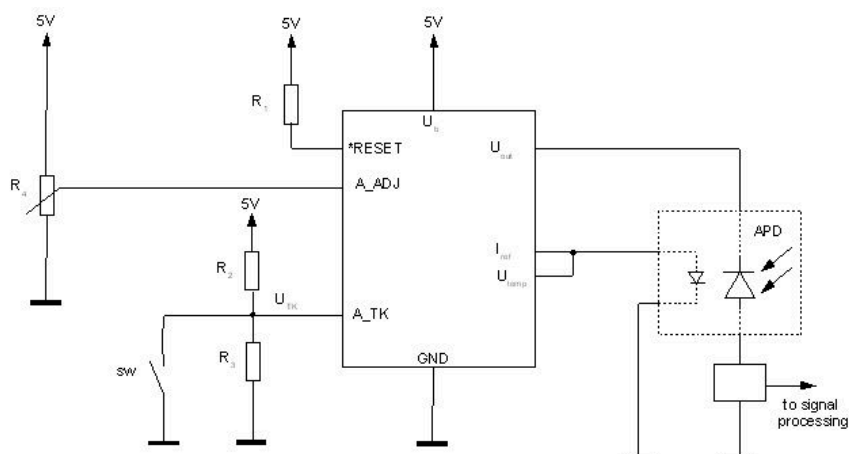 5V
5V
5V
R1
Ub
*RESET
Uout
R4
A_ADJ
5V
APD
R2
Iref
Utemp
UTK
A_TK
R3
sw
GND
to signal
processing